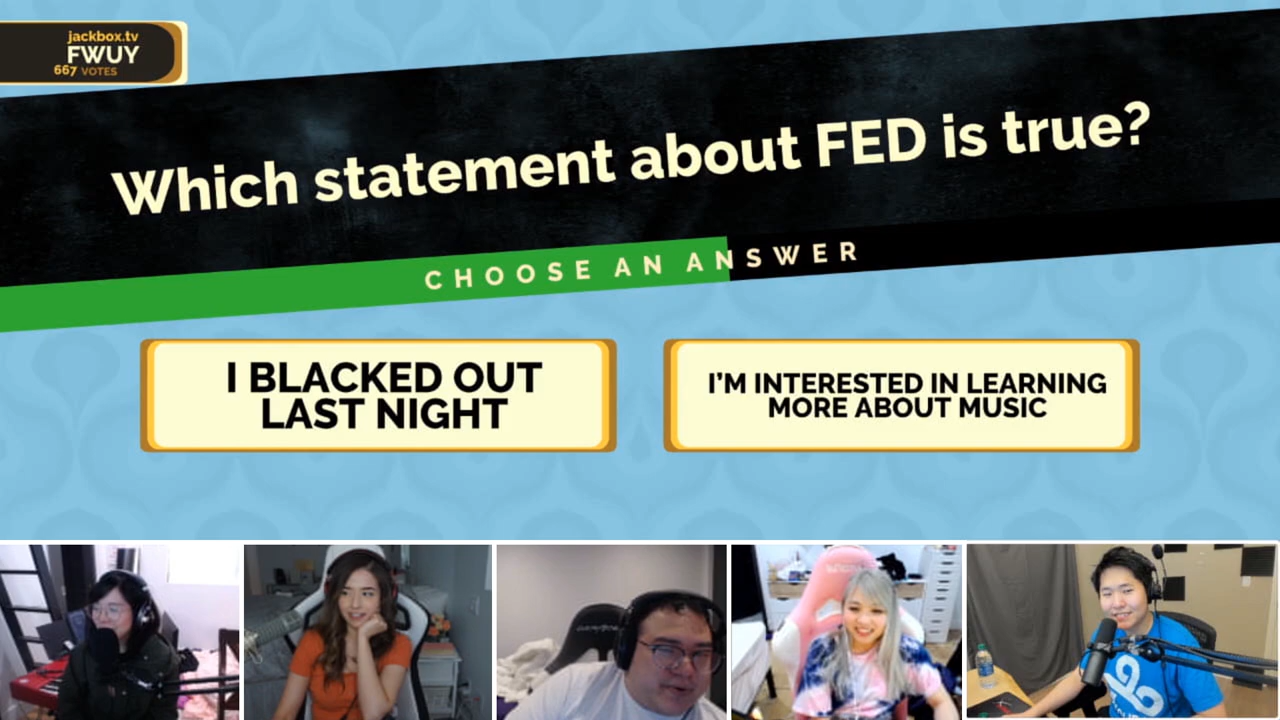 jackbox.tv
FWUY
667 VOTES
Which statement about FED is true?
CHOOSE AN ANSWER
I BLACKED OUT
LAST NIGHT
I'M INTERESTED IN LEARNING
MORE ABOUT MUSIC